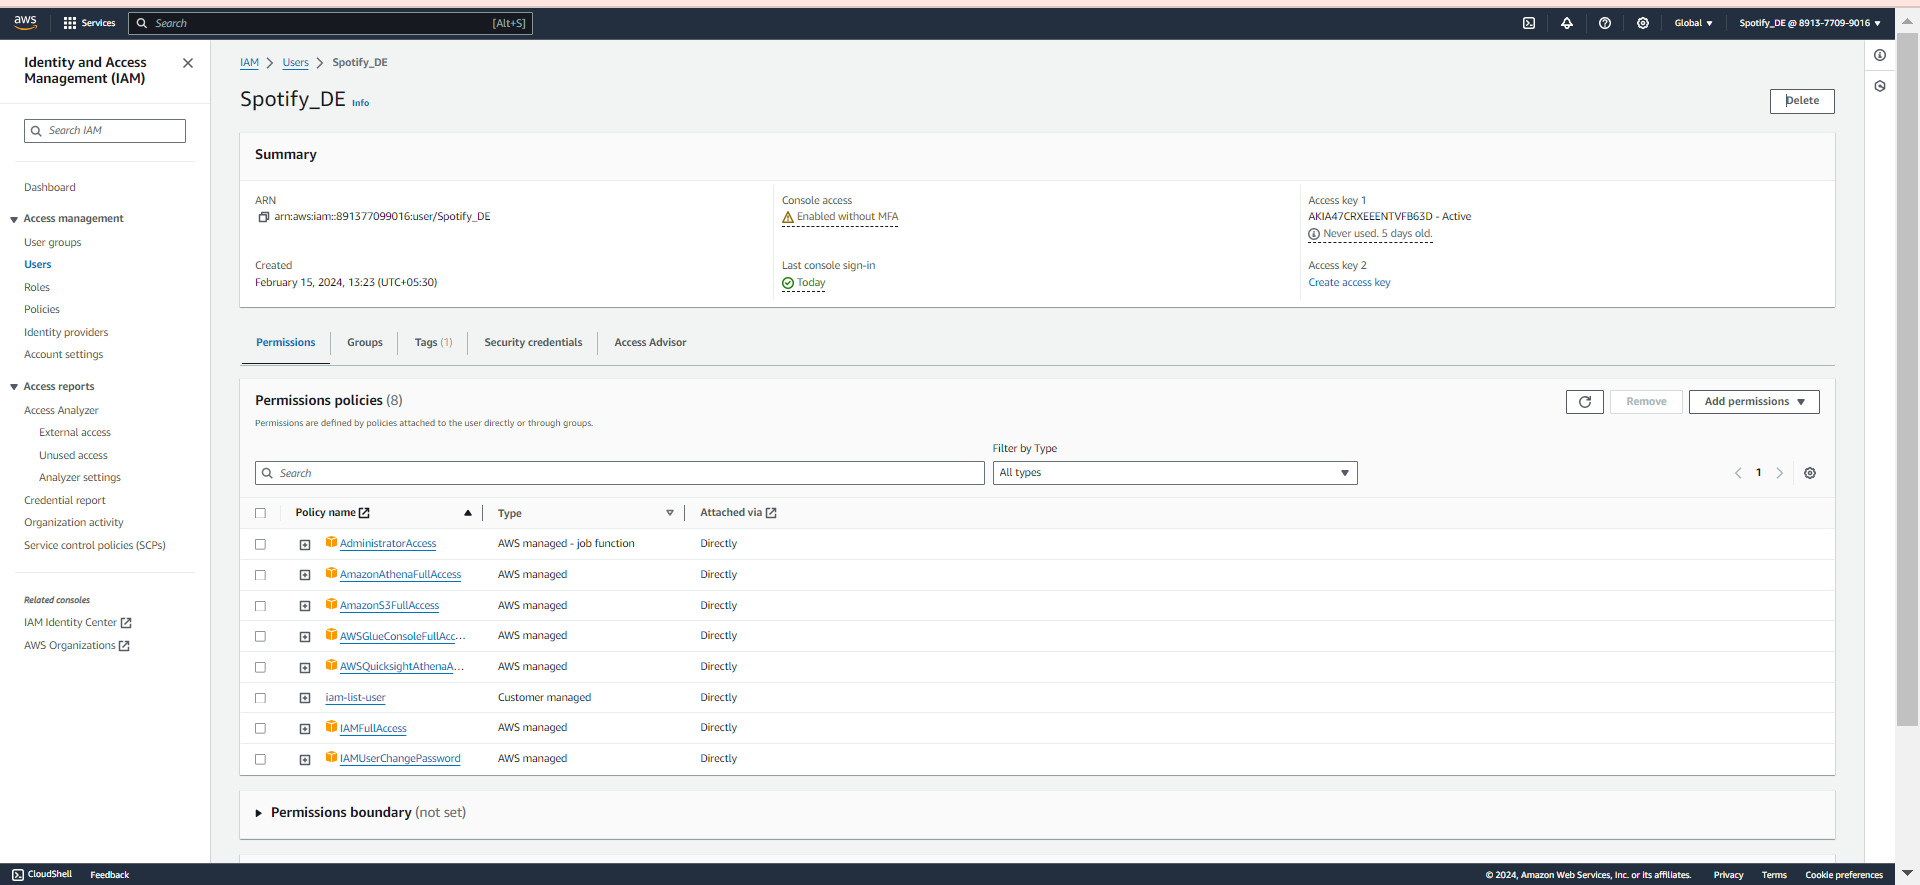 aws
Services
Search
[Alt+S]
Global
Spotify_DE @ 8913-7709-9016
Identity and Access
Management (IAM)
Search IAM
Dashboard
Access management
User groups
Users
Roles
Policies
Identity providers
Account settings
Access reports
Access Analyzer
External access
Unused access
Analyzer settings
Credential report
Organization activity
Service control policies (SCPs)
Related consoles
IAM Identity Center
AWS Organizations
IAM > Users > Spotify_DE
Spotify_DE Info
Delete
Summary
ARN
arn:aws:iam::891377099016:user/Spotify_DE
Created
February 15, 2024, 13:23 (UTC+05:30)
Console access
Enabled without MFA
Last console sign-in
Today
Access key 1
AKIA47CRXEEENTVFB63D - Active
Never used. 5 days old.
Access key 2
Create access key
Permissions
Groups
Tags (1)
Security credentials
Access Advisor
Permissions policies (8)
Permissions are defined by policies attached to the user directly or through groups.
Remove
Add permissions
Filter by Type
Search
All types
1
Policy name Type Attached via
AdministratorAccess AWS managed - job function Directly
AmazonAthenaFullAccess AWS managed Directly
AmazonS3FullAccess AWS managed Directly
AWSGlueConsoleFullAcc... AWS managed Directly
AWSQuicksightAthenaA... AWS managed Directly
iam-list-user Customer managed Directly
IAMFullAccess AWS managed Directly
IAMUserChangePassword AWS managed Directly
Permissions boundary (not set)
CloudShell
Feedback
© 2024, Amazon Web Services, Inc. or its affiliates.
Privacy
Terms
Cookie preferences